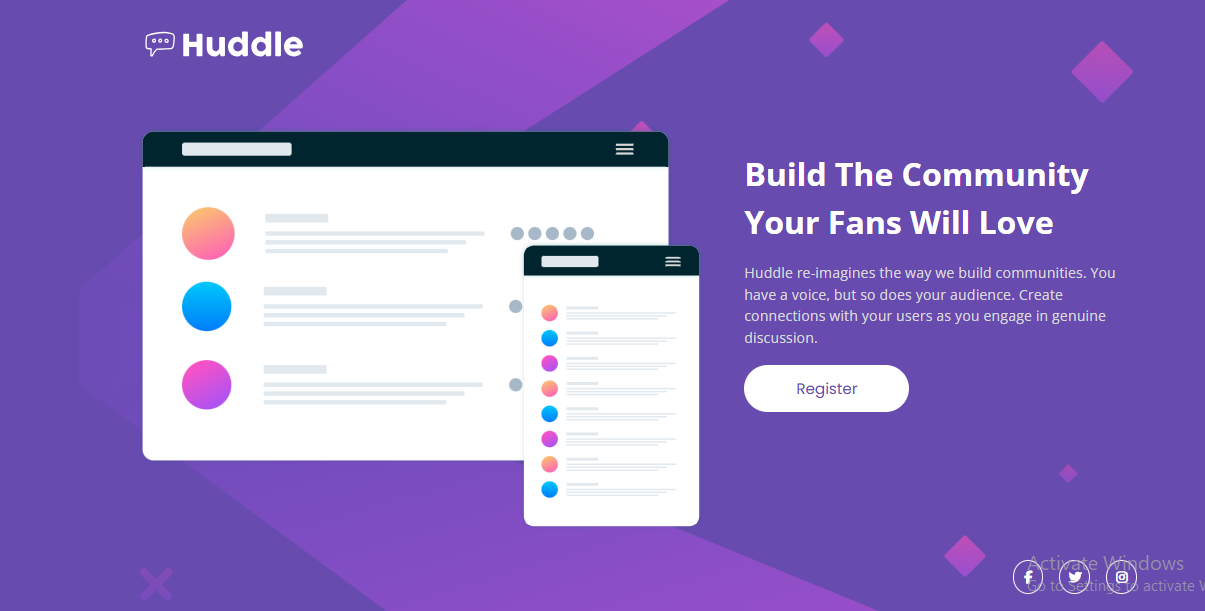 Huddle
Build The Community
Your Fans Will Love
Huddle re-imagines the way we build communities. You
have a voice, but so does your audience. Create
connections with your users as you engage in genuine
discussion.
Register
Activate Windows
Go to Settings to activate W